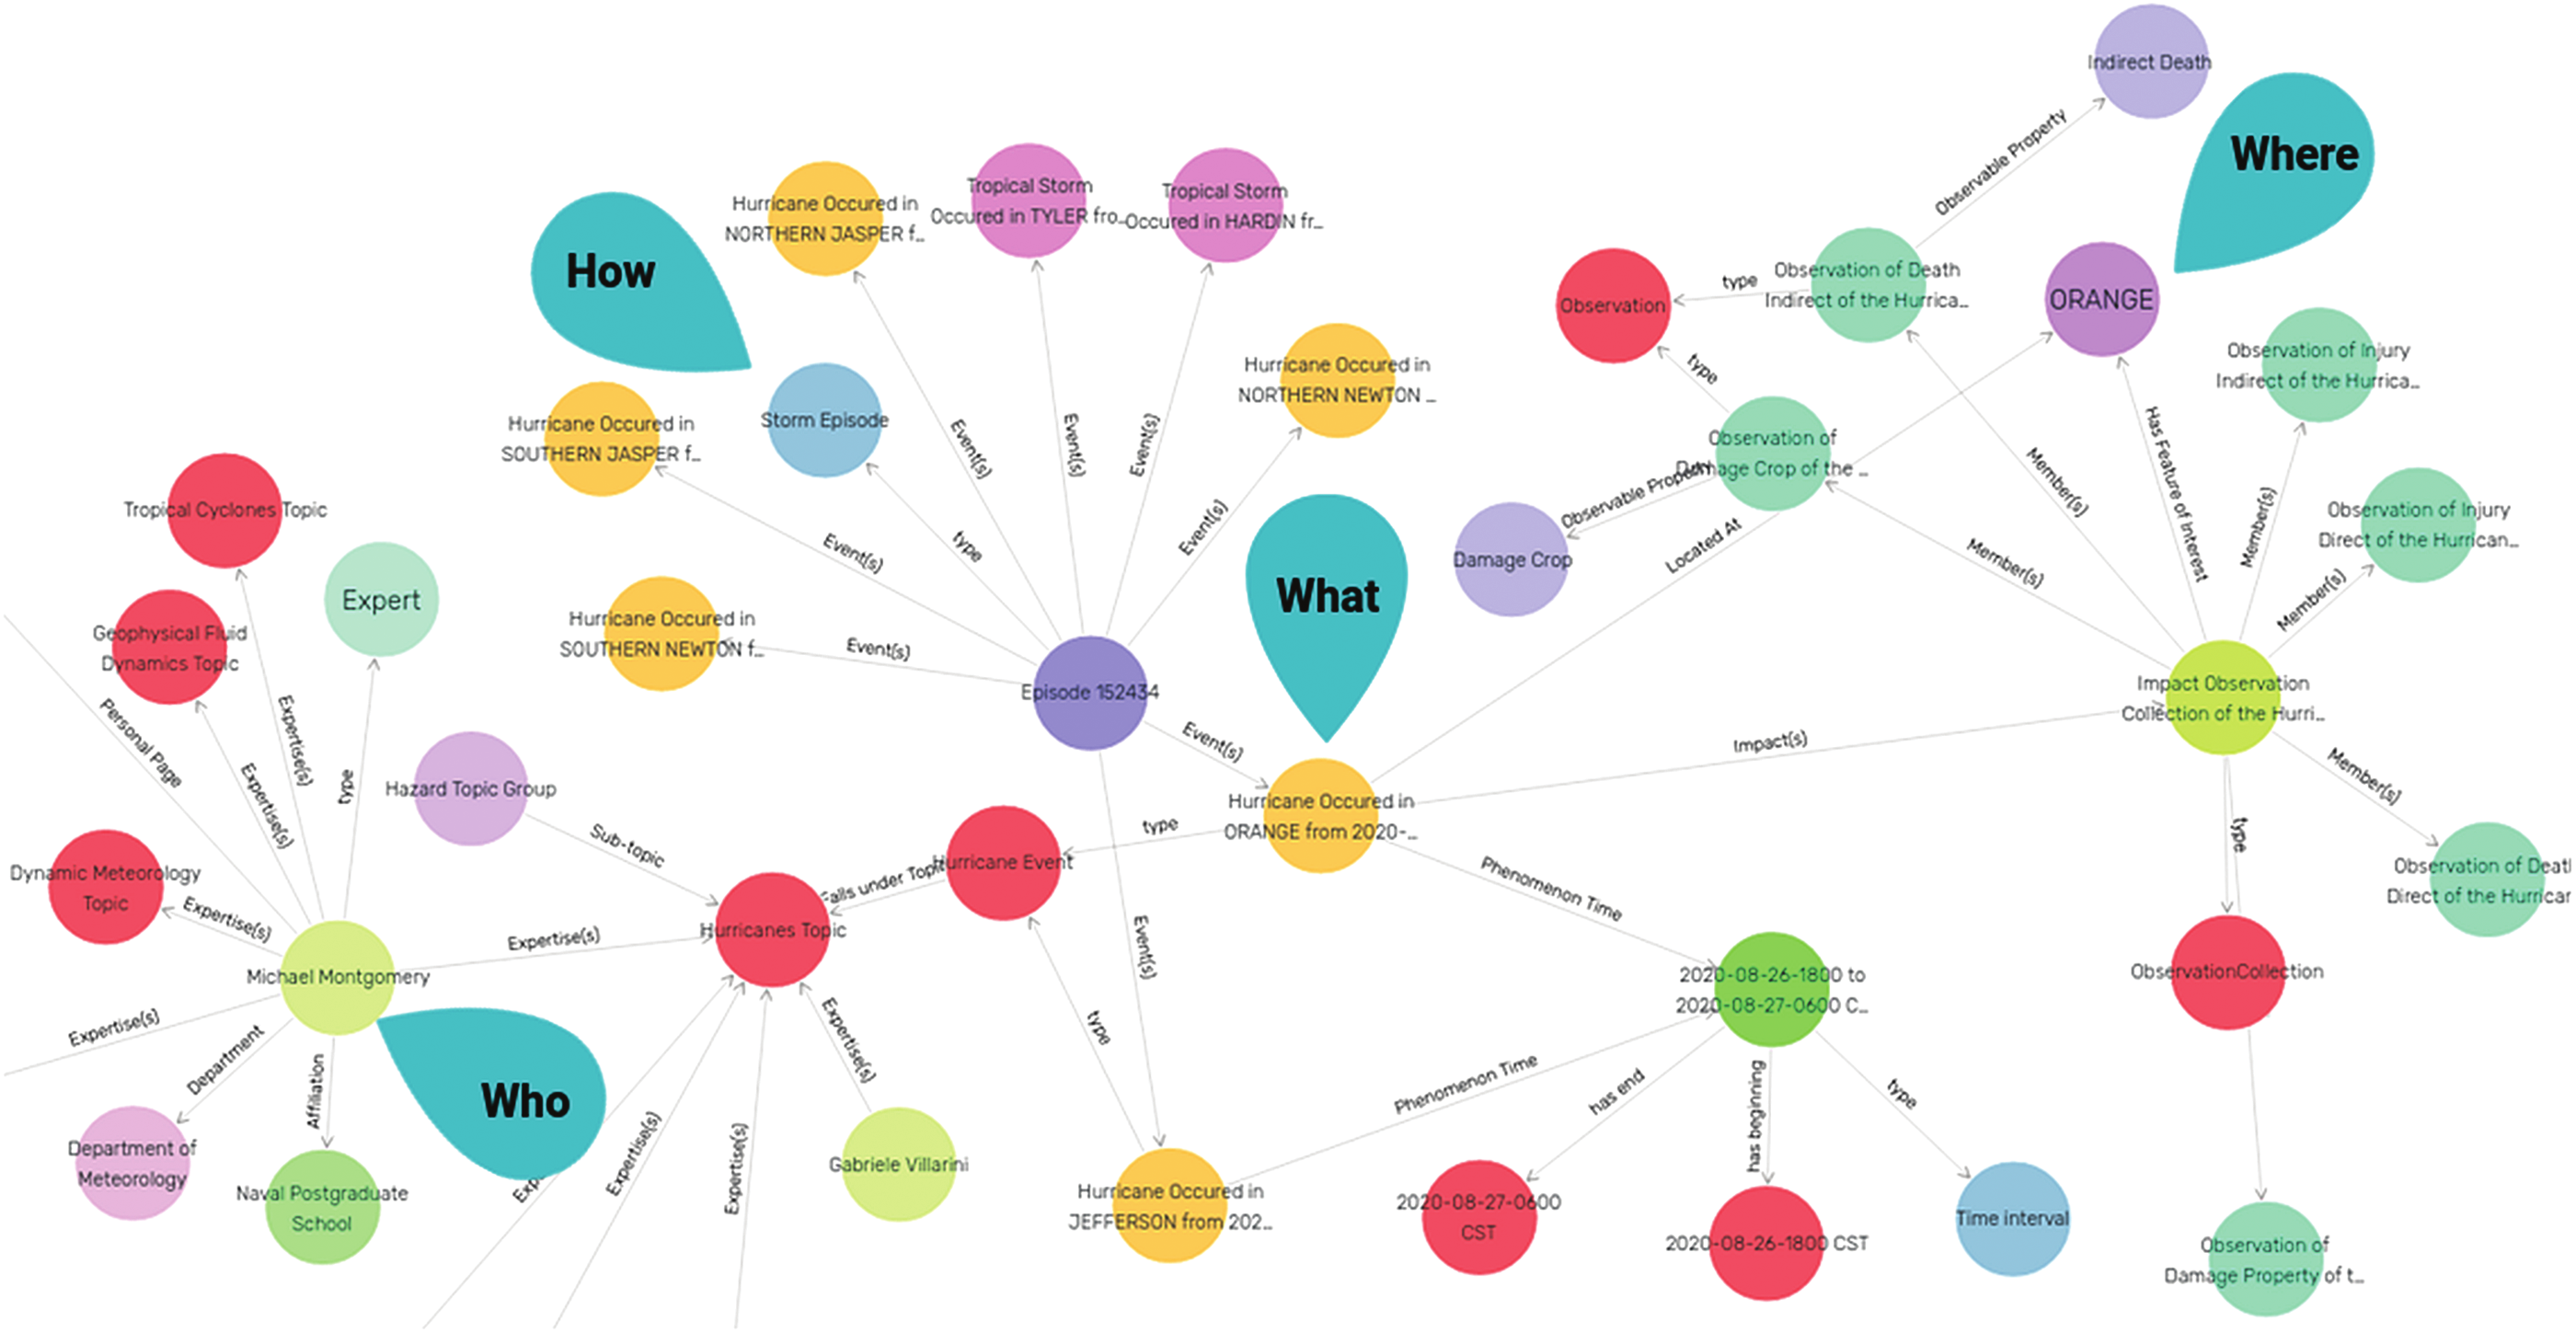 Indirect Death
Where
Observable Property
Hurricane Occured in
NORTHERN JASPER f...
Tropical Storm
Occured in TYLER fro...
Tropical Storm
Occured in HARDIN fr...
How
Observation
type
Observation of Death
Indirect of the Hurrica...
ORANGE
Observation of Injury
Indirect of the Hurrica...
type
Hurricane Occured in
NORTHERN NEWTON ...
Storm Episode
Hurricane Occured in
SOUTHERN JASPER f...
Event(s)
Event(s)
Event(s)
Event(s)
Event(s)
type
Observation of
Damage Crop of the ...
Observable Property
Damage Crop
Located At
Member(s)
Member(s)
Has Feature of Interest
Member(s)
Member(s)
Observation of Injury
Direct of the Hurrican...
Tropical Cyclones Topic
Expert
What
Hurricane Occured in
SOUTHERN NEWTON f...
Event(s)
Geophysical Fluid
Dynamics Topic
Episode 152434
Impact Observation
Collection of the Hurri...
Personal Page
Expertise(s)
Expertise(s)
type
Hazard Topic Group
Sub-topic
Event(s)
Impact(s)
Hurricane Occured in
ORANGE from 2020-...
type
Hurricane Event
Falls under Topic
Member(s)
type
Observation of Deat
Direct of the Hurricar
Dynamic Meteorology
Topic
Expertise(s)
Michael Montgomery
Expertise(s)
Hurricanes Topic
Event(s)
Phenomenon Time
2020-08-26-1800 to
2020-08-27-0600 C...
ObservationCollection
Expertise(s)
Department
Affiliation
Who
Expertise(s)
Expertise(s)
Expertise(s)
Exp
type
Phenomenon Time
has end
has beginning
type
Department of
Meteorology
Naval Postgraduate
School
Gabriele Villarini
Hurricane Occured in
JEFFERSON from 202...
2020-08-27-0600
CST
2020-08-26-1800 CST
Time interval
Observation of
Damage Property of t...